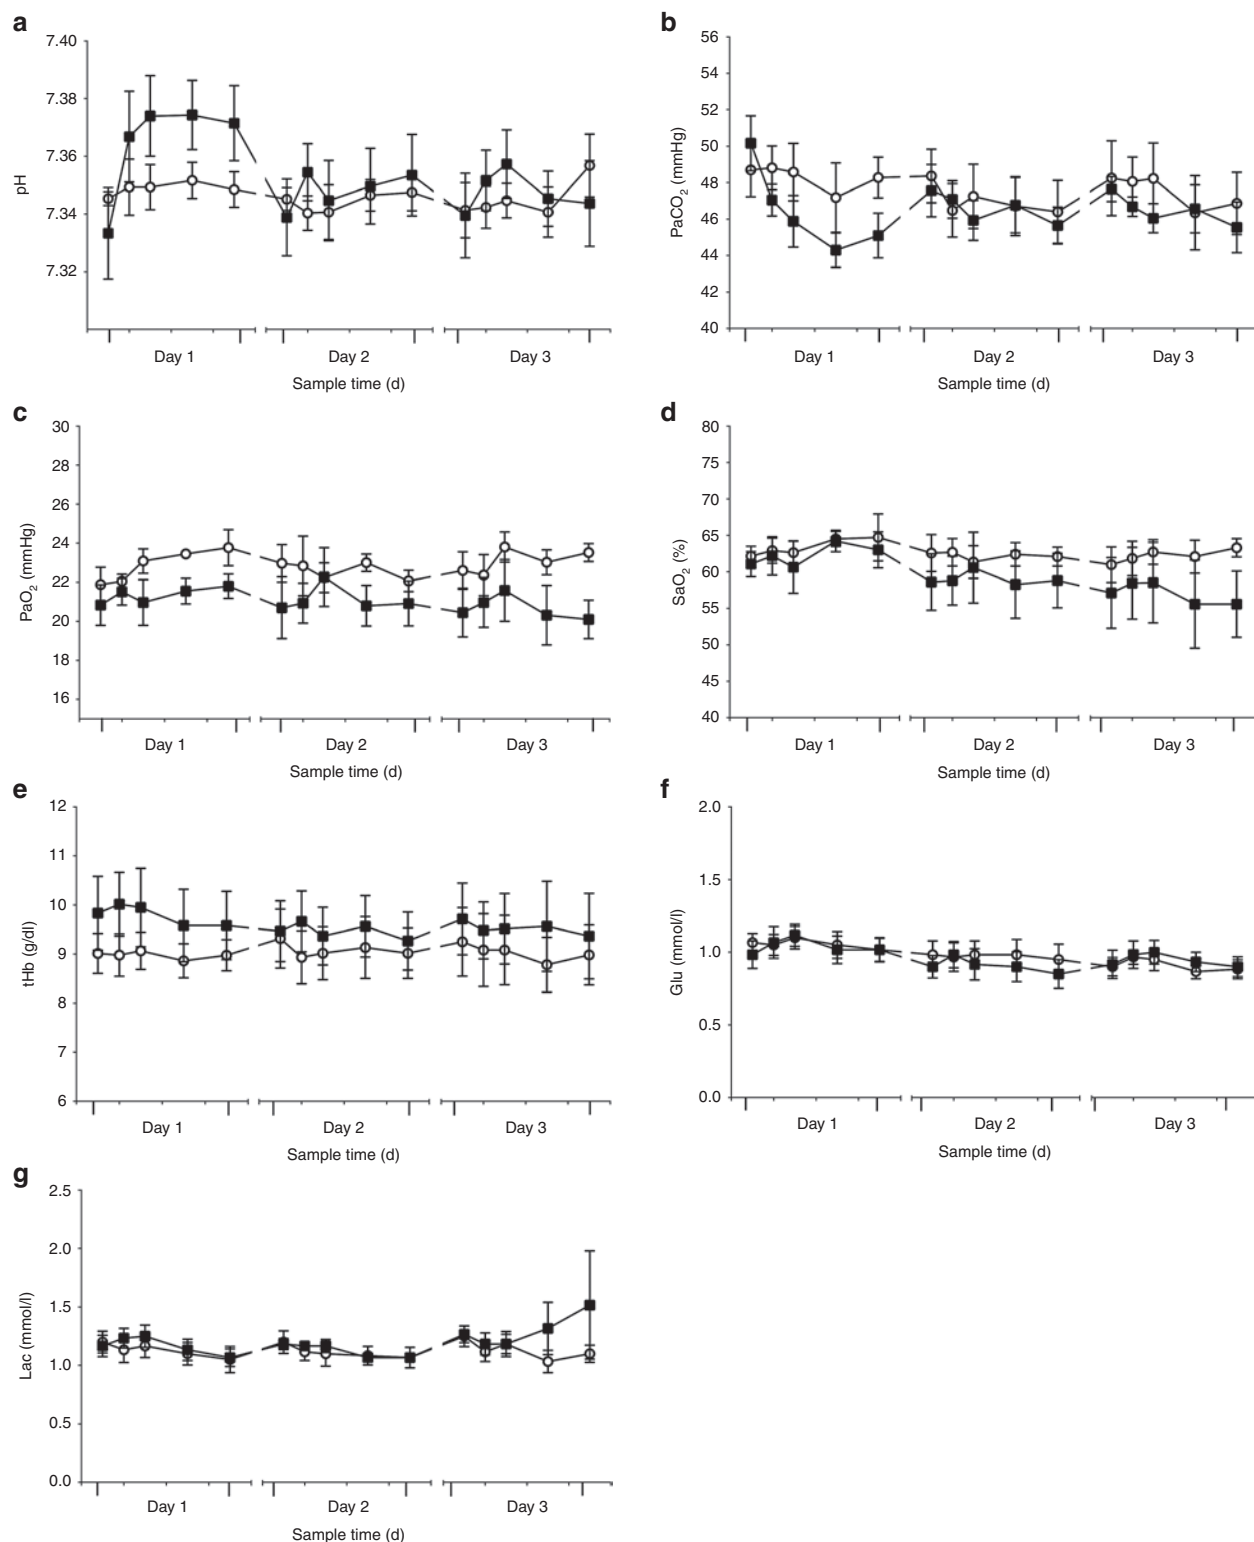 a
pH
7.40
7.38
7.36
7.34
7.32
Day 1 Day 2 Day 3
Sample time (d)
b
PaCO2 (mmHg)
56
54
52
50
48
46
44
42
40
Day 1 Day 2 Day 3
Sample time (d)
c
PaO2 (mmHg)
30
28
26
24
22
20
18
16
Day 1 Day 2 Day 3
Sample time (d)
d
SaO2 (%)
80
75
70
65
60
55
50
45
40
Day 1 Day 2 Day 3
Sample time (d)
e
tHb (g/dl)
12
11
10
9
8
7
6
Day 1 Day 2 Day 3
Sample time (d)
f
Glu (mmol/l)
2.0
1.5
1.0
0.5
0.0
Day 1 Day 2 Day 3
Sample time (d)
g
Lac (mmol/l)
2.5
2.0
1.5
1.0
0.5
0.0
Day 1 Day 2 Day 3
Sample time (d)